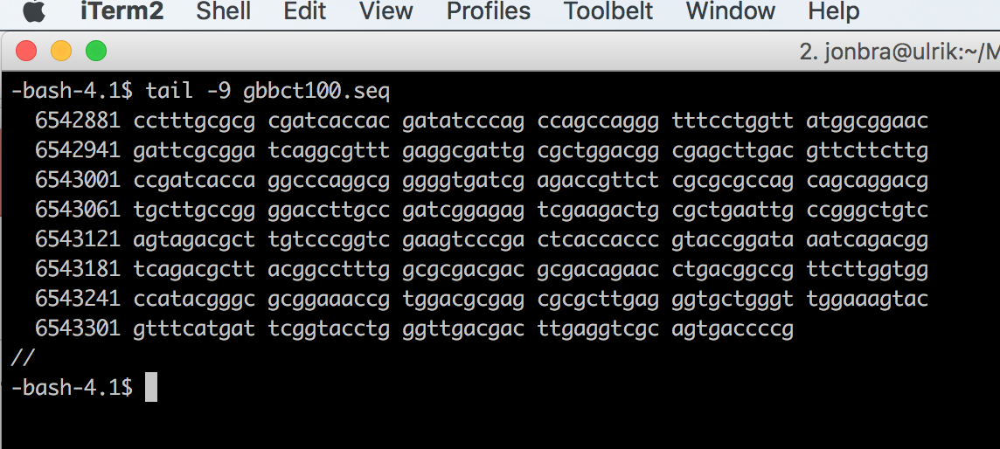 iTerm2 Shell Edit View Profiles Toolbelt Window Help
2. jonbra@ulrik:~/M
-bash-4.1$ tail -9 gbbct100.seq
6542881 cctttgcgcg cgatcaccac gatatcccag ccagccaggg tttcctggtt atggcggaac
6542941 gattcgcgga tcaggcgttt gaggcgattg cgctggacgg cgagcttgac gttcttcttg
6543001 ccgatcacca ggcccaggcg ggggtgatcg agaccgttct cgcgcgccag cagcaggacg
6543061 tgcttgccgg ggaccttgcc gatcggagag tcgaagactg cgctgaattg ccgggctgtc
6543121 agtagacgct tgtcccggtc gaagtcccga ctcaccaccc gtaccggata aatcagacgg
6543181 tcagacgctt acggcctttg gcgcgacgac gcgacagaac ctgacggccg ttcttggtgg
6543241 ccatacgggc gcggaaaccg tggacgcgag cgcgcttgag ggtgctgggt tggaaagtac
6543301 gtttcatgat tcggtacctg ggttgacgac ttgaggtcgc agtgaccccg
//
-bash-4.1$